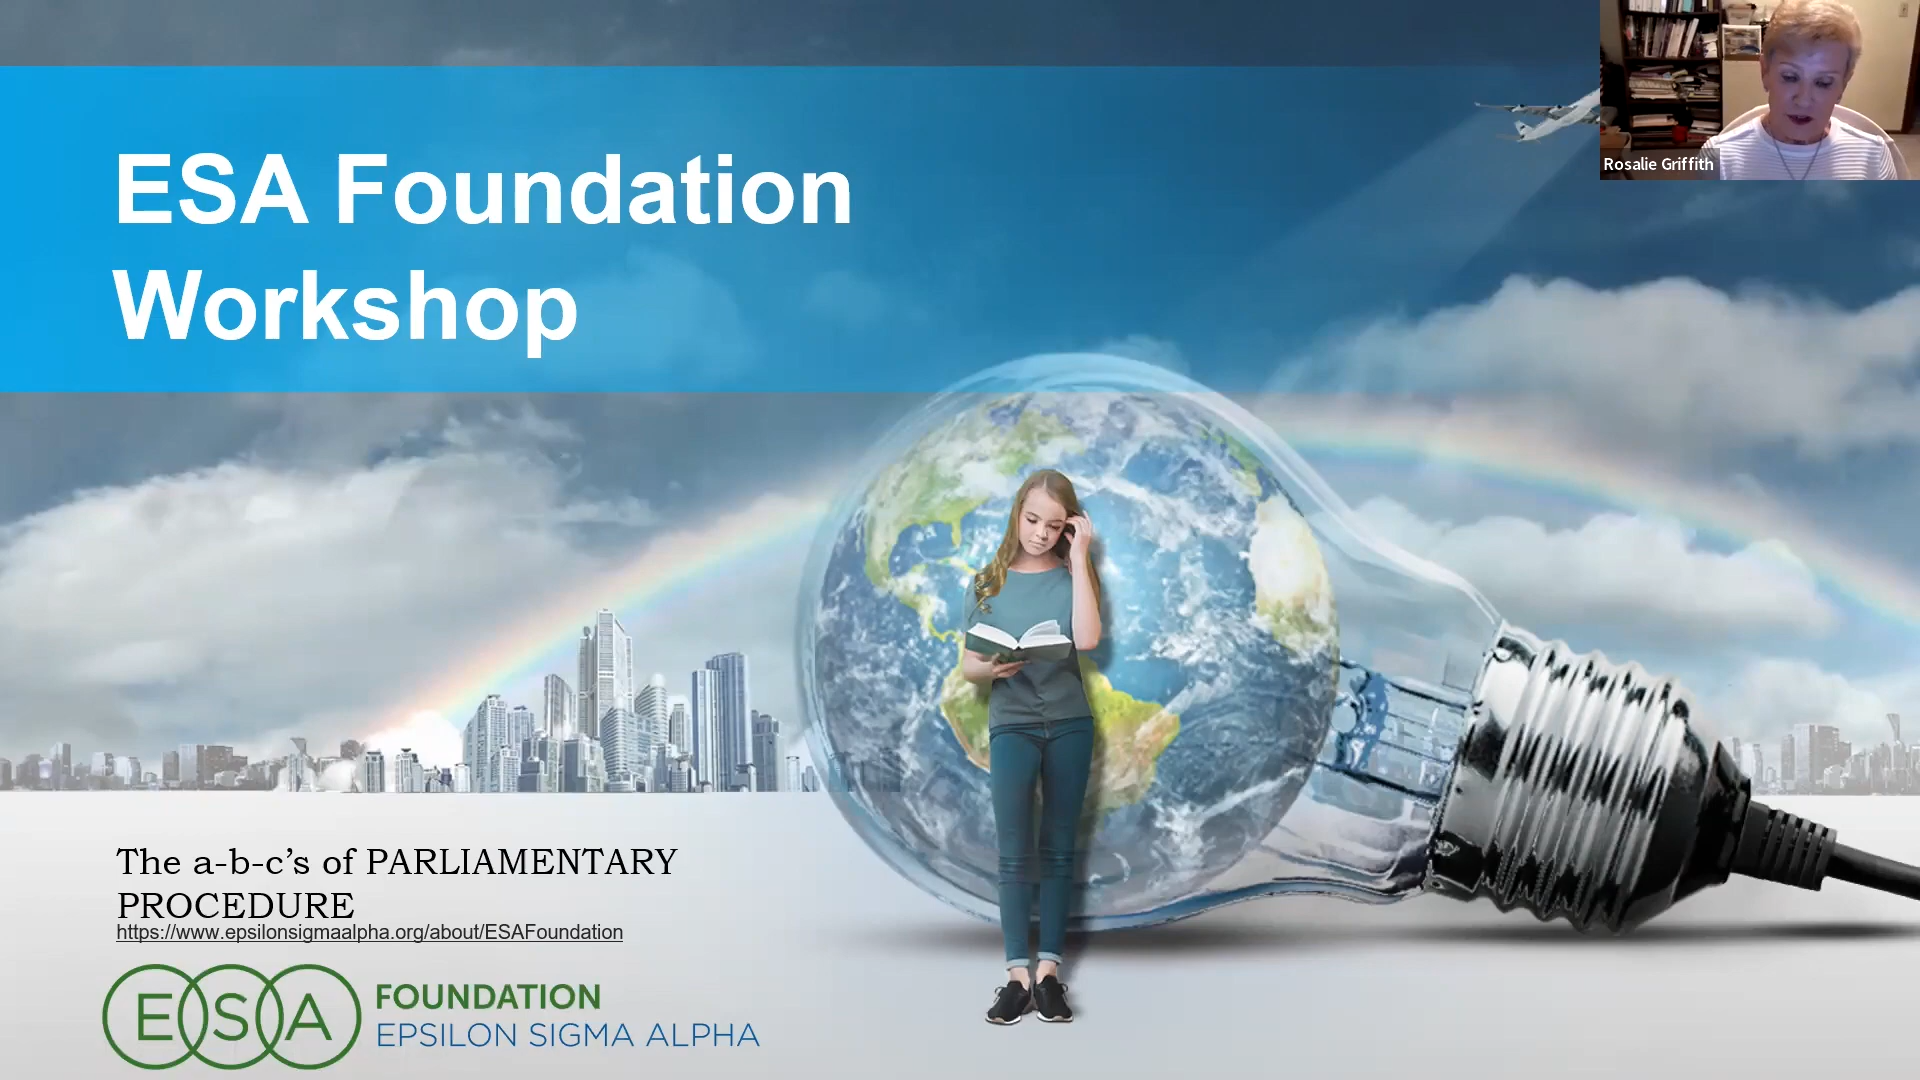 ESA Foundation
Workshop
Rosalie Griffith
The a-b-c’s of PARLIAMENTARY
PROCEDURE
https://www.epsilonsigmaalpha.org/about/ESAFoundation
ESA
FOUNDATION
EPSILON SIGMA ALPHA